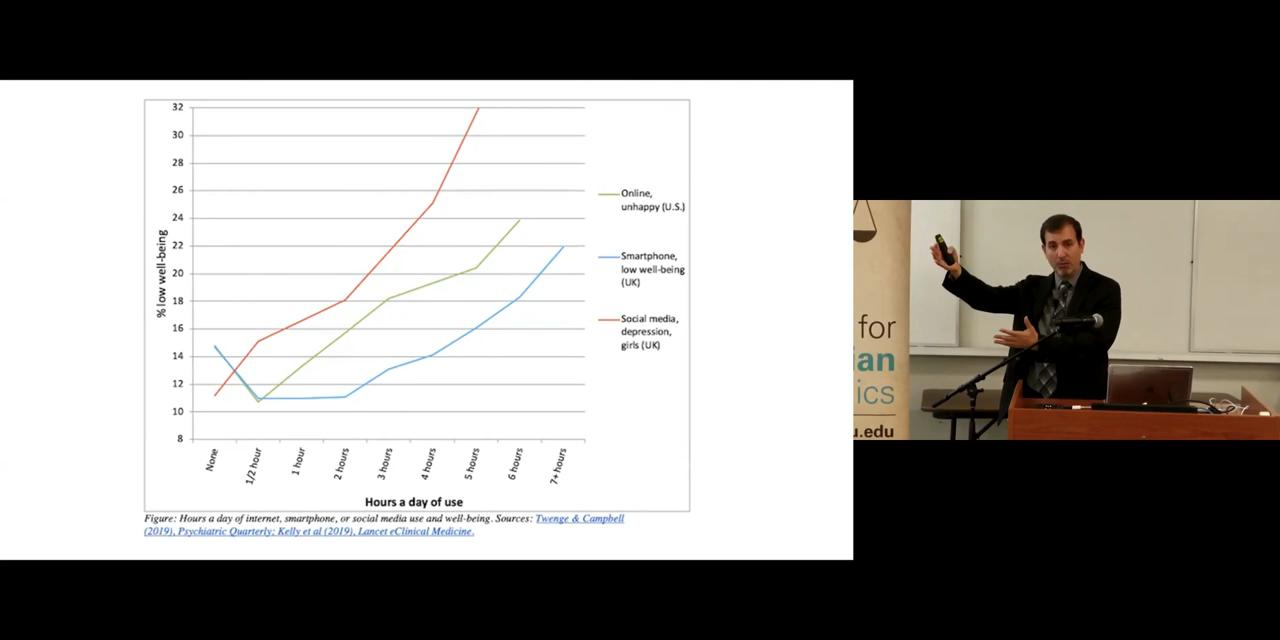 32
30
28
26
24
22
20
18
16
14
12
10
8
% low well-being
None
1/2 hour
1 hour
2 hours
3 hours
4 hours
5 hours
6 hours
7+ hours
Hours a day of use
Online,
unhappy (U.S.)
Smartphone,
low well-being
(UK)
Social media,
depression,
girls (UK)
Figure: Hours a day of internet, smartphone, or social media use and well-being. Sources: Twenge & Campbell
(2019), Psychiatric Quarterly; Kelly et al (2019), Lancet eClinical Medicine.
for
an
ics
u.edu